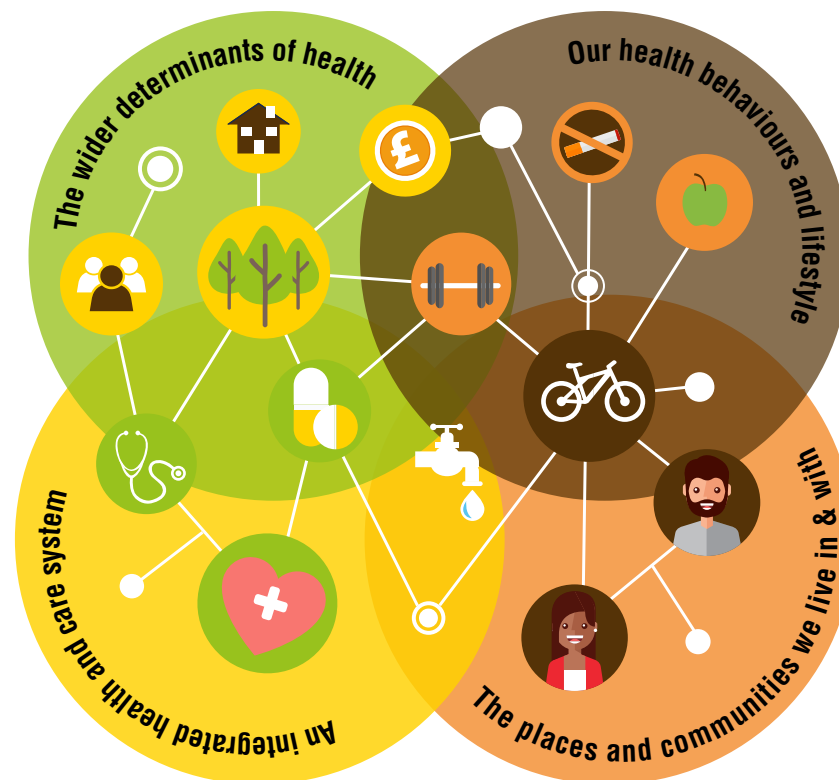 The wider determinants of health
Our health behaviours and lifestyle
£
An integrated health and care system
The places and communities we live in & with